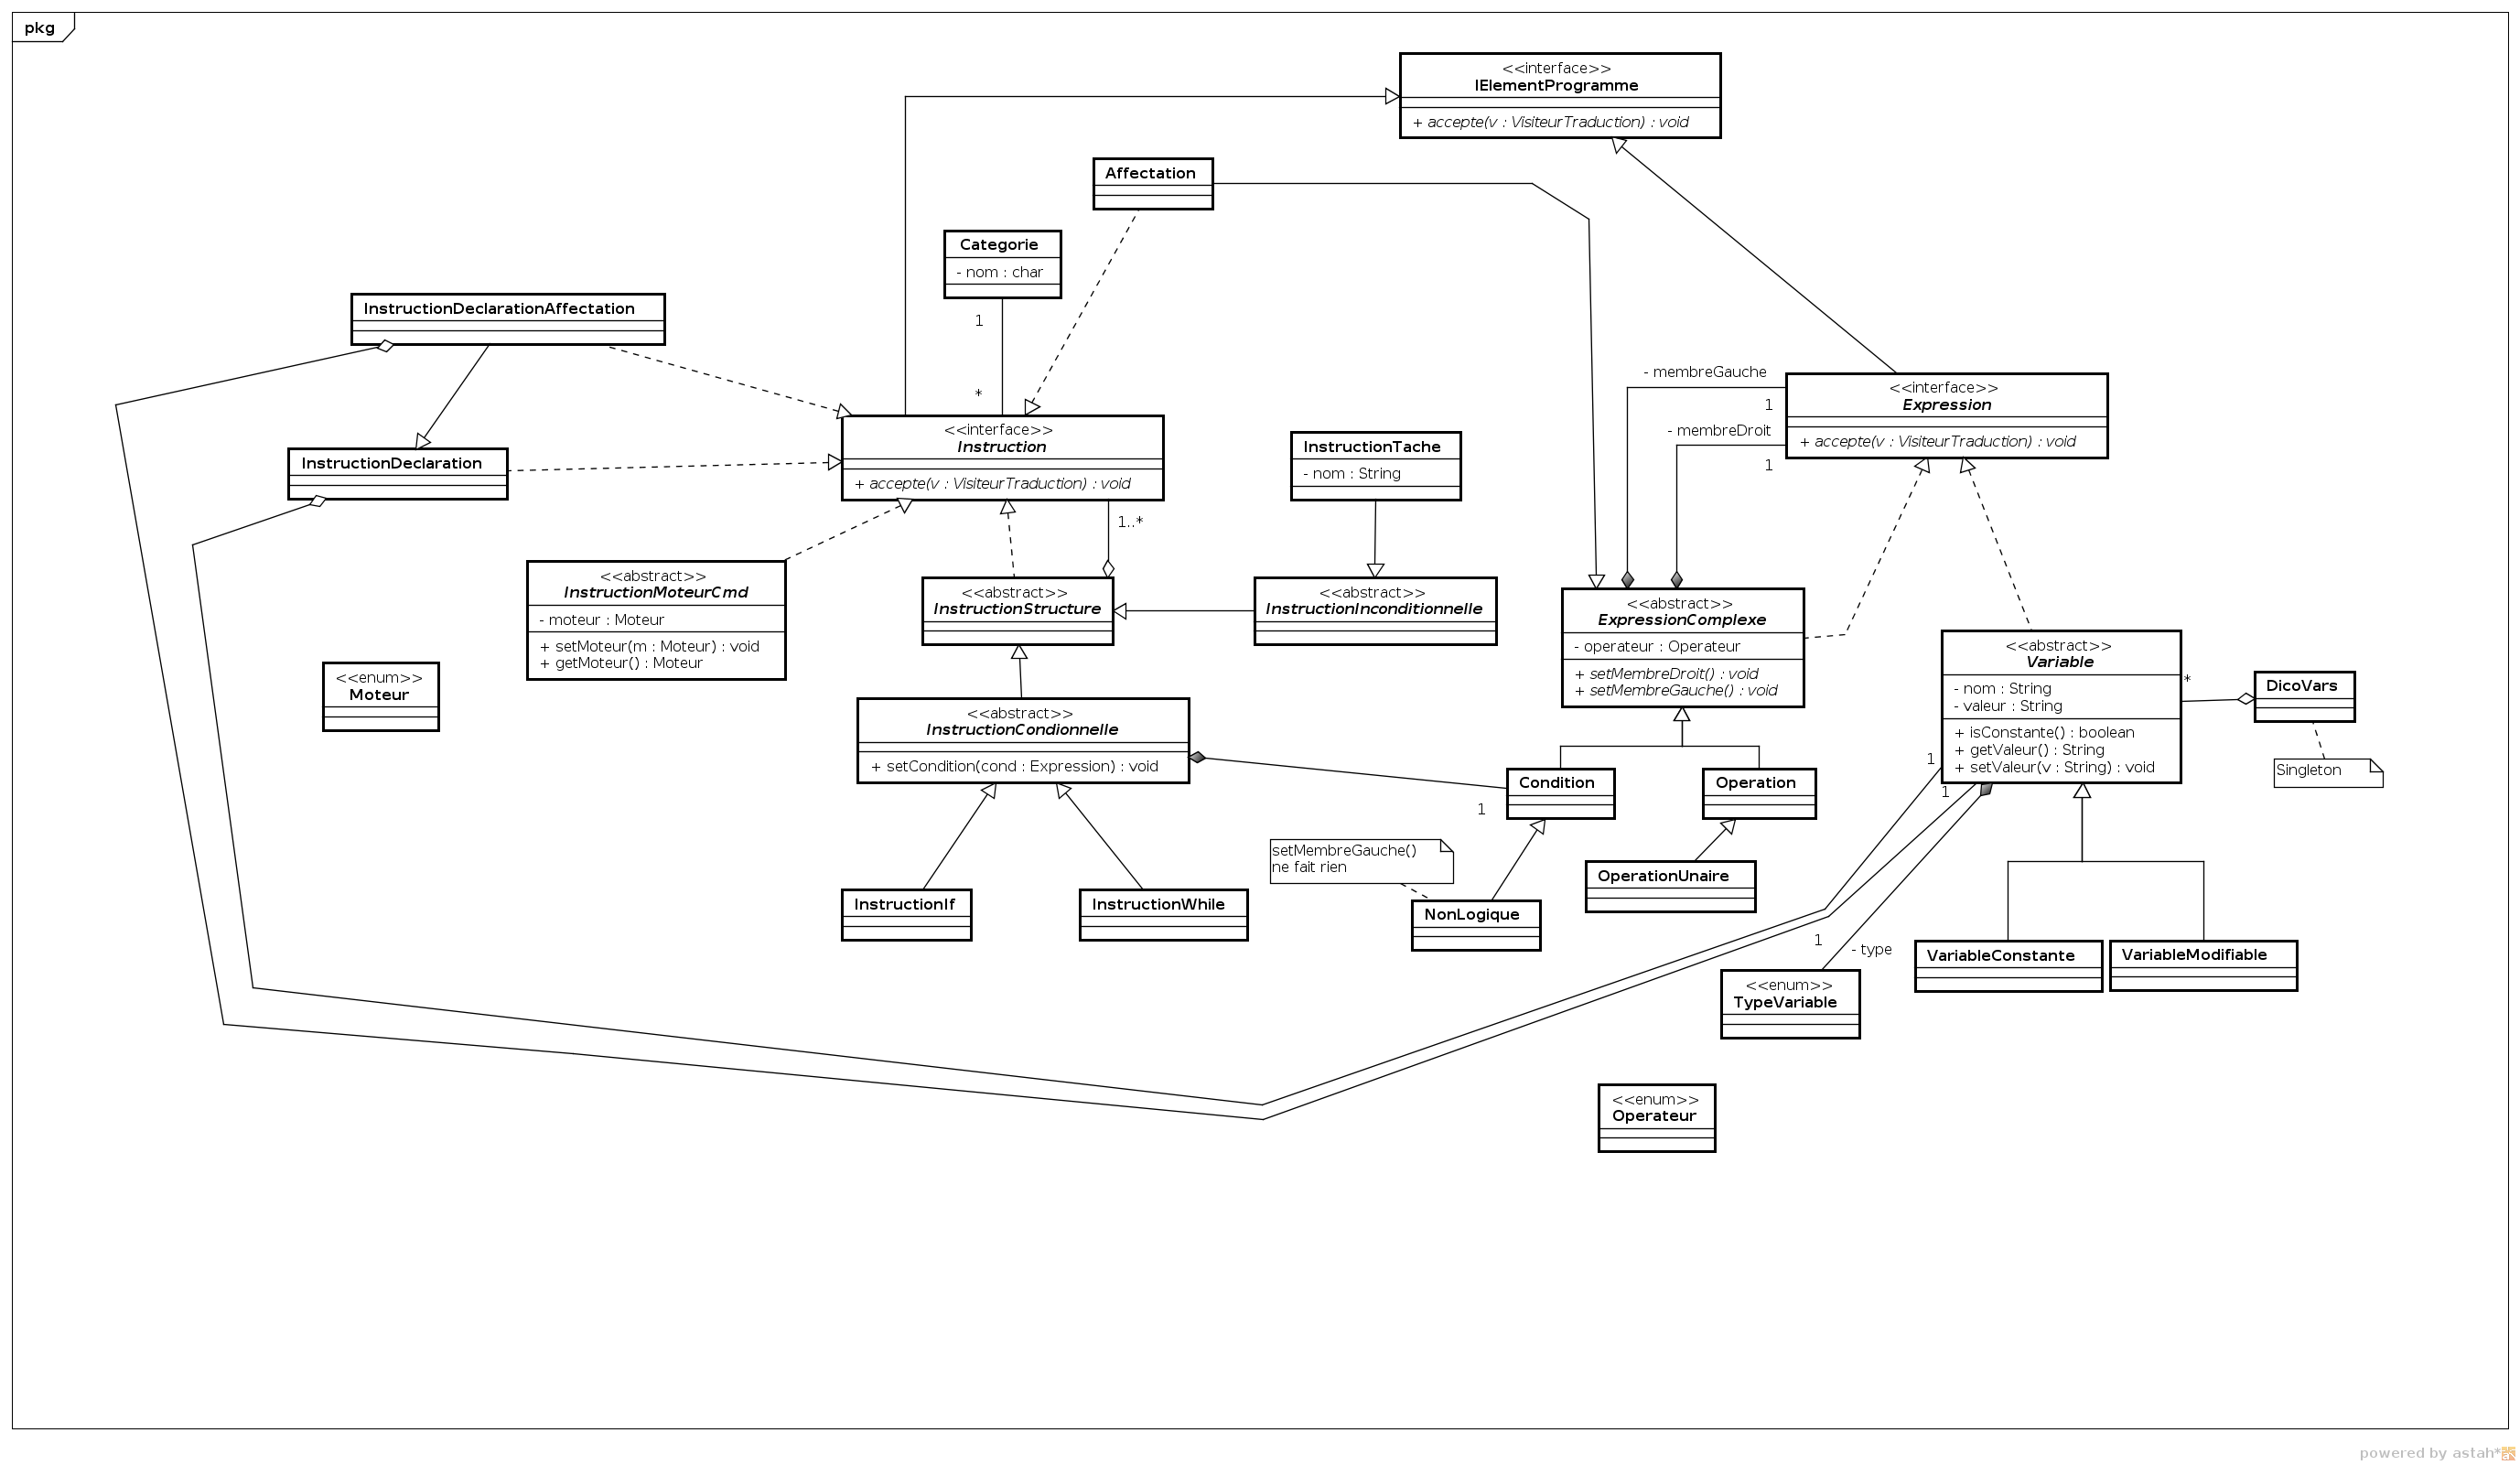 pkg
<<interface>>
IElementProgramme
+ accepte(v : VisiteurTraduction) : void
Affectation
Categorie
- nom : char
1
*
InstructionDeclarationAffectation
- membreGauche
1
- membreDroit
1
<<interface>>
Expression
+ accepte(v : VisiteurTraduction) : void
<<interface>>
Instruction
+ accepte(v : VisiteurTraduction) : void
1..*
InstructionDeclaration
InstructionTache
- nom : String
<<abstract>>
InstructionMoteurCmd
- moteur : Moteur
+ setMoteur(m : Moteur) : void
+ getMoteur() : Moteur
<<abstract>>
InstructionStructure
<<abstract>>
InstructionInconditionnelle
<<abstract>>
ExpressionComplexe
- operateur : Operateur
+ setMembreDroit() : void
+ setMembreGauche() : void
<<abstract>>
Variable
- nom : String
- valeur : String
+ isConstante() : boolean
+ getValeur() : String
+ setValeur(v : String) : void
*
DicoVars
Singleton
<<enum>>
Moteur
<<abstract>>
InstructionCondionnelle
+ setCondition(cond : Expression) : void
1
Condition
Operation
1
1
setMembreGauche()
ne fait rien
OperationUnaire
InstructionIf
InstructionWhile
NonLogique
1
- type
VariableConstante
VariableModifiable
<<enum>>
TypeVariable
<<enum>>
Operateur
powered by astah*